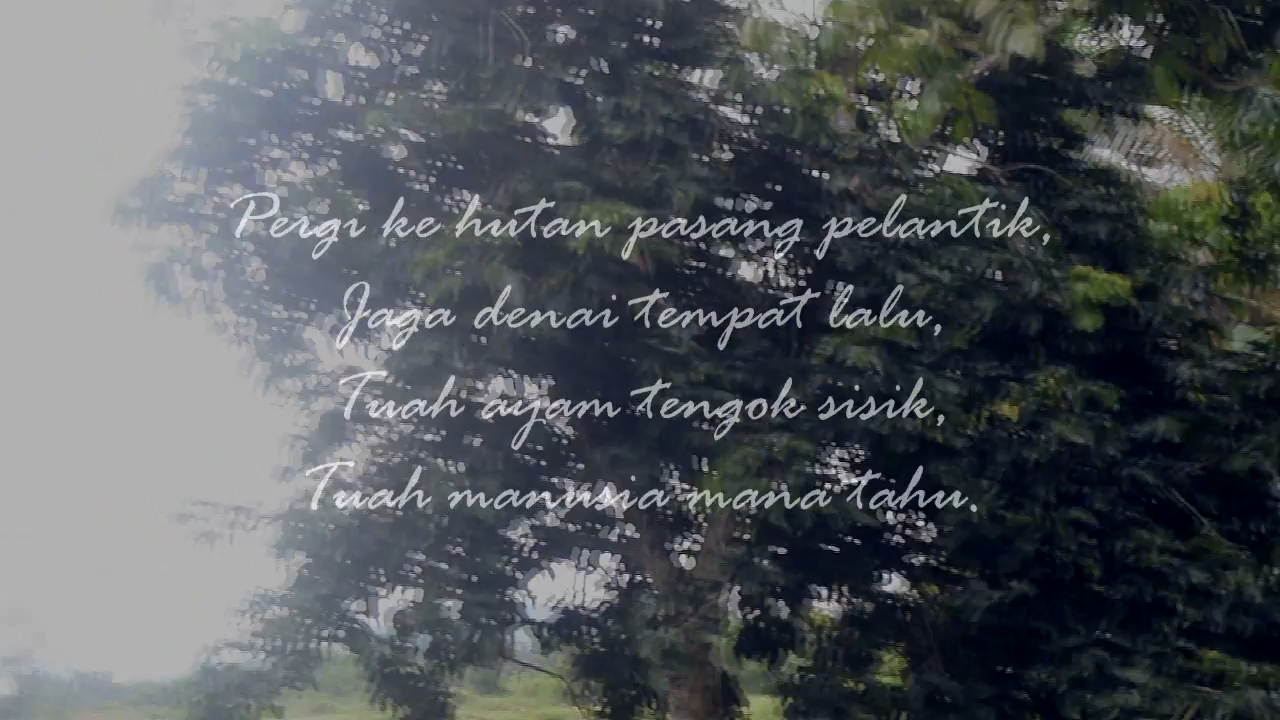 Pergi ke hutan pasang pelantik,
Jaga denai tempat lalu,
Tuah ayam tengok sisik,
Tuah manusia mana tahu.